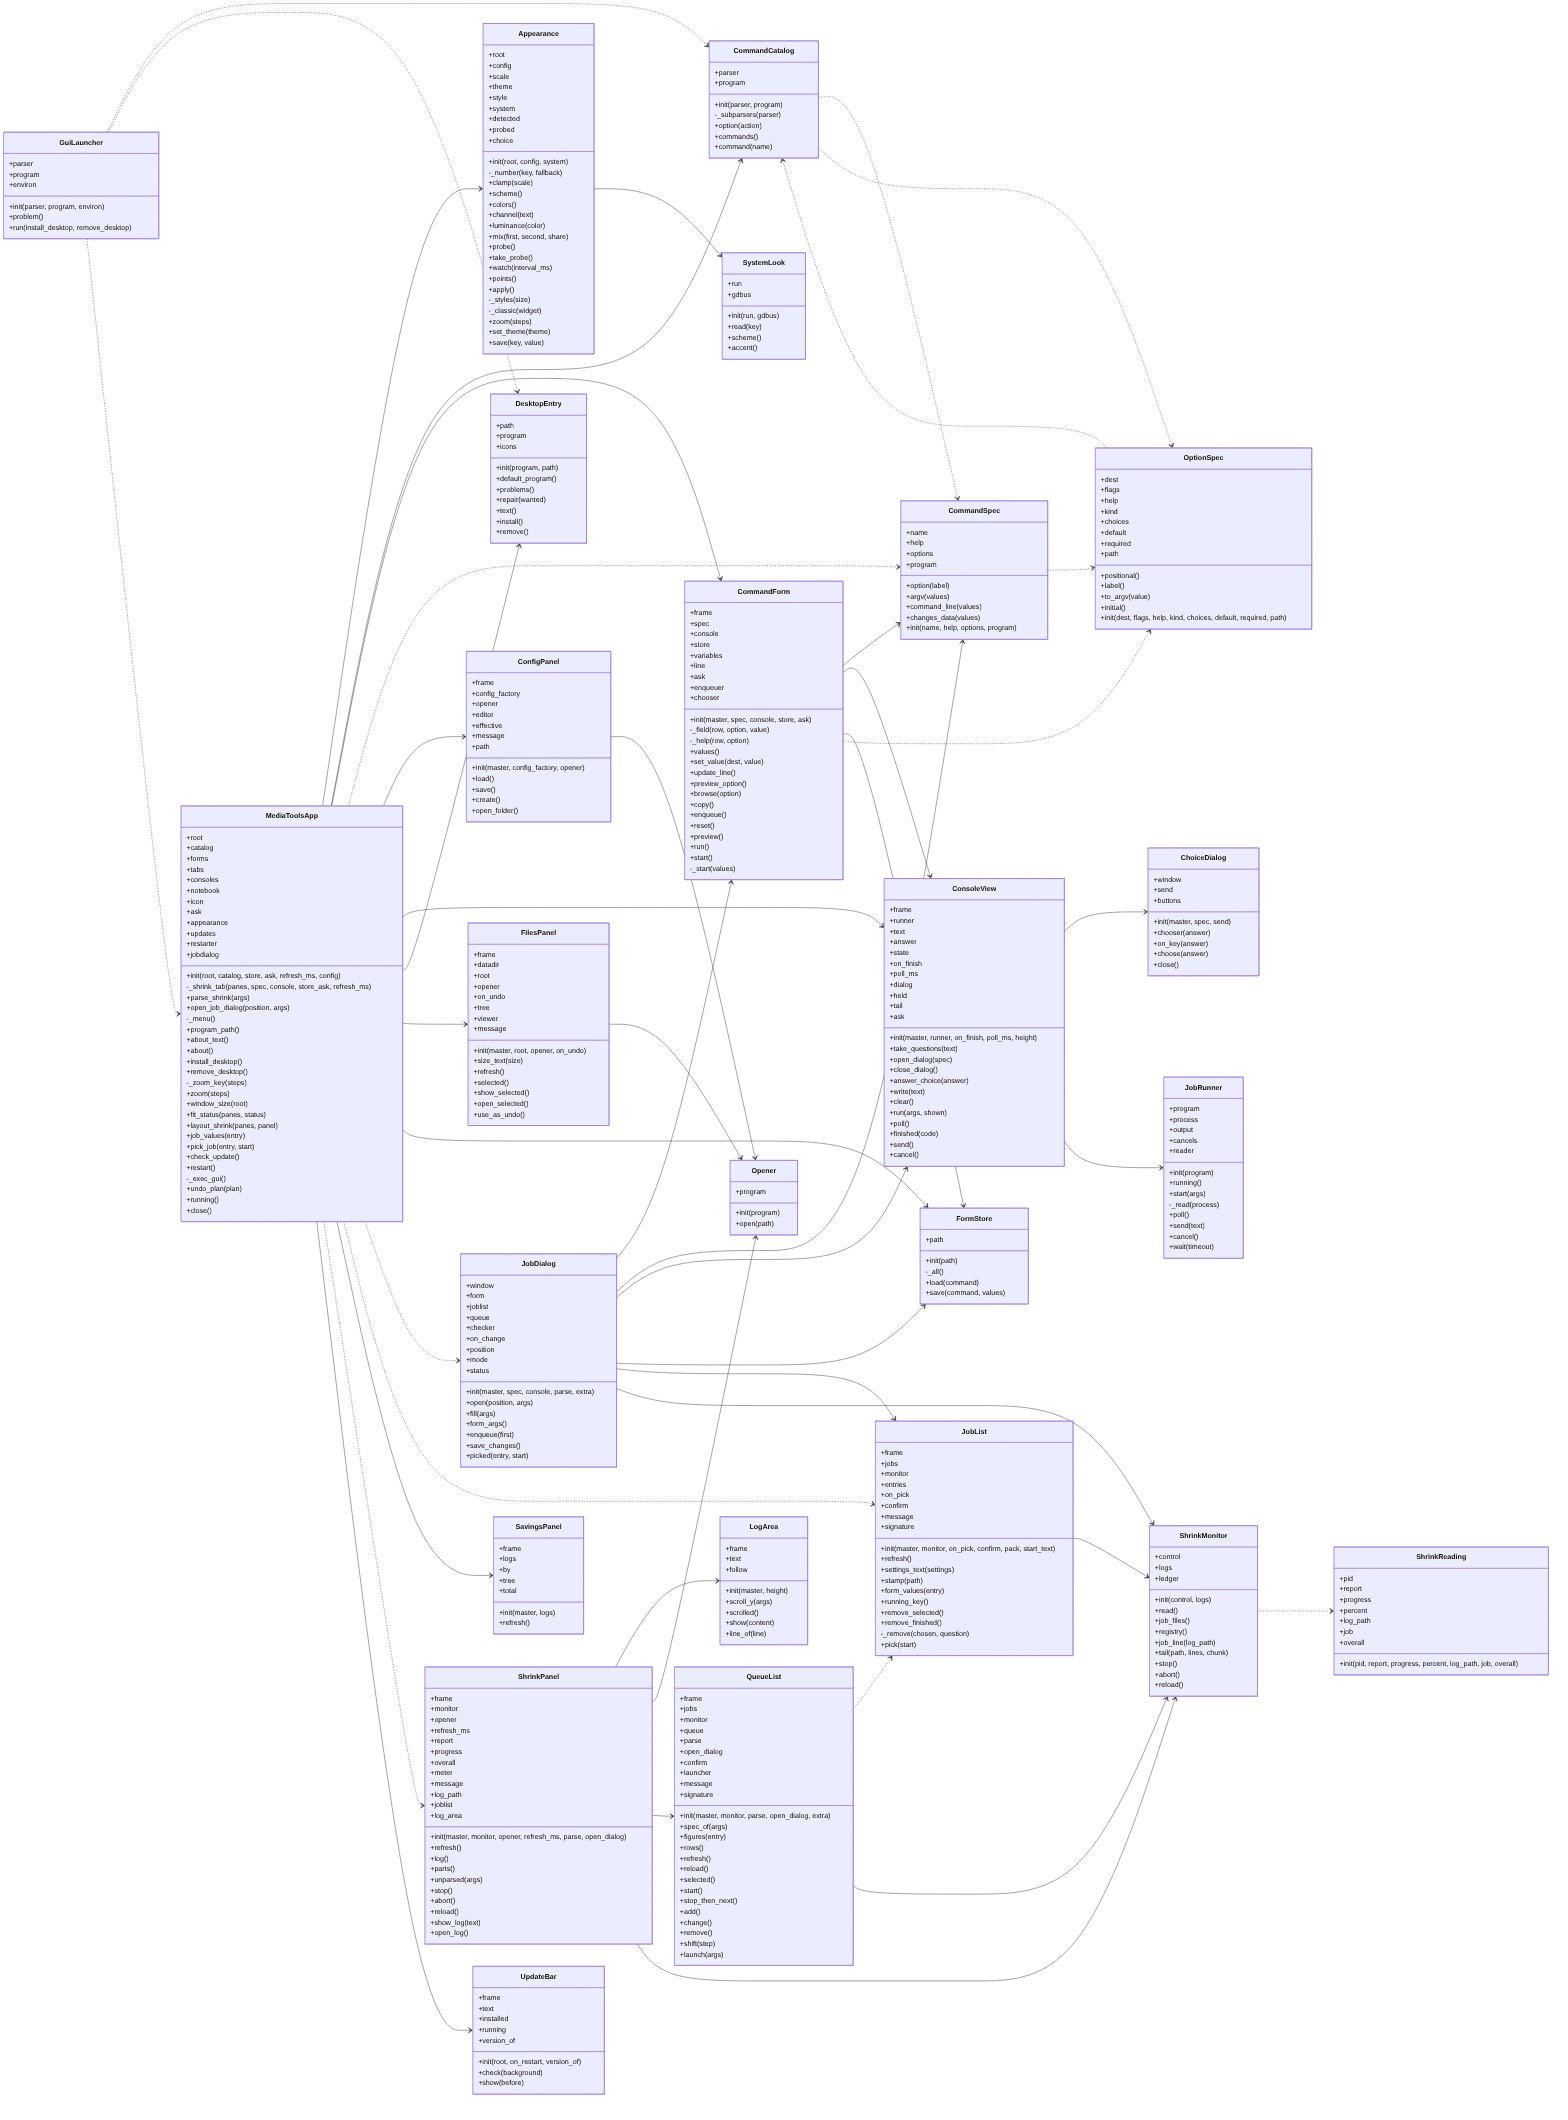 GuiLauncher
+parser
+program
+environ
+init(parser, program, environ)
+problem()
+run(install_desktop, remove_desktop)
Appearance
+root
+config
+scale
+theme
+style
+system
+detected
+probed
+choice
+init(root, config, system)
-_number(key, fallback)
+clamp(scale)
+scheme()
+colors()
+channel(text)
+luminance(color)
+mix(first, second, share)
+probe()
+take_probe()
+watch(interval_ms)
+points()
+apply()
-_styles(size)
-_classic(widget)
+zoom(steps)
+set_theme(theme)
+save(key, value)
CommandCatalog
+parser
+program
+init(parser, program)
-_subparsers(parser)
+option(action)
+commands()
+command(name)
SystemLook
+run
+gdbus
+init(run, gdbus)
+read(key)
+scheme()
+accent()
DesktopEntry
+path
+program
+icons
+init(program, path)
+default_program()
+problems()
+repair(wanted)
+text()
+install()
+remove()
OptionSpec
+dest
+flags
+help
+kind
+choices
+default
+required
+path
+positional()
+label()
+to_argv(value)
+initial()
+init(dest, flags, help, kind, choices, default, required, path)
CommandSpec
+name
+help
+options
+program
+option(label)
+argv(values)
+command_line(values)
+changes_data(values)
+init(name, help, options, program)
CommandForm
+frame
+spec
+console
+store
+variables
+line
+ask
+enqueuer
+chooser
+init(master, spec, console, store, ask)
-_field(row, option, value)
-_help(row, option)
+values()
+set_value(dest, value)
+update_line()
+preview_option()
+browse(option)
+copy()
+enqueue()
+reset()
+preview()
+run()
+start()
-_start(values)
ConfigPanel
+frame
+config_factory
+opener
+editor
+effective
+message
+path
+init(master, config_factory, opener)
+load()
+save()
+create()
+open_folder()
MediaToolsApp
+root
+catalog
+forms
+tabs
+consoles
+notebook
+icon
+ask
+appearance
+updates
+restarter
+jobdialog
+init(root, catalog, store, ask, refresh_ms, config)
-_shrink_tab(panes, spec, console, store_ask, refresh_ms)
+parse_shrink(args)
+open_job_dialog(position, args)
-_menu()
+program_path()
+about_text()
+about()
+install_desktop()
+remove_desktop()
-_zoom_key(steps)
+zoom(steps)
+window_size(root)
+fit_status(panes, status)
+layout_shrink(panes, panel)
+job_values(entry)
+pick_job(entry, start)
+check_update()
+restart()
-_exec_gui()
+undo_plan(plan)
+running()
+close()
FilesPanel
+frame
+datadir
+root
+opener
+on_undo
+tree
+viewer
+message
+init(master, root, opener, on_undo)
+size_text(size)
+refresh()
+selected()
+show_selected()
+open_selected()
+use_as_undo()
ConsoleView
+frame
+runner
+text
+answer
+state
+on_finish
+poll_ms
+dialog
+held
+tail
+ask
+init(master, runner, on_finish, poll_ms, height)
+take_questions(text)
+open_dialog(spec)
+close_dialog()
+answer_choice(answer)
+write(text)
+clear()
+run(args, shown)
+poll()
+finished(code)
+send()
+cancel()
ChoiceDialog
+window
+send
+buttons
+init(master, spec, send)
+chooser(answer)
+on_key(answer)
+choose(answer)
+close()
JobRunner
+program
+process
+output
+cancels
+reader
+init(program)
+running()
+start(args)
-_read(process)
+poll()
+send(text)
+cancel()
+wait(timeout)
Opener
+program
+init(program)
+open(path)
FormStore
+path
+init(path)
-_all()
+load(command)
+save(command, values)
JobDialog
+window
+form
+joblist
+queue
+checker
+on_change
+position
+mode
+status
+init(master, spec, console, parse, extra)
+open(position, args)
+fill(args)
+form_args()
+enqueue(first)
+save_changes()
+picked(entry, start)
JobList
+frame
+jobs
+monitor
+entries
+on_pick
+confirm
+message
+signature
+init(master, monitor, on_pick, confirm, pack, start_text)
+refresh()
+settings_text(settings)
+stamp(path)
+form_values(entry)
+running_key()
+remove_selected()
+remove_finished()
-_remove(chosen, question)
+pick(start)
SavingsPanel
+frame
+logs
+by
+tree
+total
+init(master, logs)
+refresh()
LogArea
+frame
+text
+follow
+init(master, height)
+scroll_y(args)
+scrolled()
+show(content)
+line_of(line)
ShrinkMonitor
+control
+logs
+ledger
+init(control, logs)
+read()
+job_files()
+registry()
+job_line(log_path)
+tail(path, lines, chunk)
+stop()
+abort()
+reload()
ShrinkReading
+pid
+report
+progress
+percent
+log_path
+job
+overall
+init(pid, report, progress, percent, log_path, job, overall)
ShrinkPanel
+frame
+monitor
+opener
+refresh_ms
+report
+progress
+overall
+meter
+message
+log_path
+joblist
+log_area
+init(master, monitor, opener, refresh_ms, parse, open_dialog)
+refresh()
+log()
+parts()
+unparsed(args)
+stop()
+abort()
+reload()
+show_log(text)
+open_log()
QueueList
+frame
+jobs
+monitor
+queue
+parse
+open_dialog
+confirm
+launcher
+message
+signature
+init(master, monitor, parse, open_dialog, extra)
+spec_of(args)
+figures(entry)
+rows()
+refresh()
+reload()
+selected()
+start()
+stop_then_next()
+add()
+change()
+remove()
+shift(step)
+launch(args)
UpdateBar
+frame
+text
+installed
+running
+version_of
+init(root, on_restart, version_of)
+check(background)
+show(before)